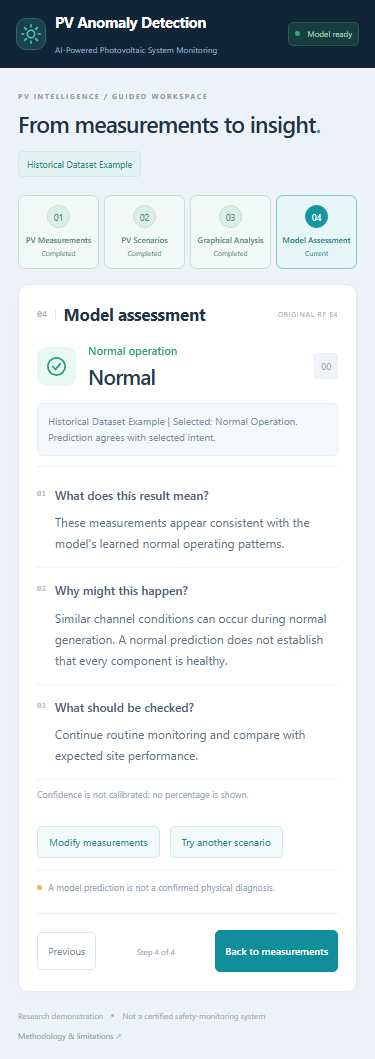 PV Anomaly Detection
AI-Powered Photovoltaic System Monitoring
Model ready
PV INTELLIGENCE / GUIDED WORKSPACE
From measurements to insight.
Historical Dataset Example
01
PV Measurements
Completed
02
PV Scenarios
Completed
03
Graphical Analysis
Completed
04
Model Assessment
Current
04 | Model assessment
ORIGINAL RF E4
Normal operation
Normal
00
Historical Dataset Example | Selected: Normal Operation.
Prediction agrees with selected intent.
01 What does this result mean?
These measurements appear consistent with the
model's learned normal operating patterns.
02 Why might this happen?
Similar channel conditions can occur during normal
generation. A normal prediction does not establish
that every component is healthy.
03 What should be checked?
Continue routine monitoring and compare with
expected site performance.
Confidence is not calibrated; no percentage is shown.
Modify measurements
Try another scenario
A model prediction is not a confirmed physical diagnosis.
Previous
Step 4 of 4
Back to measurements
Research demonstration • Not a certified safety-monitoring system
Methodology & limitations ↗